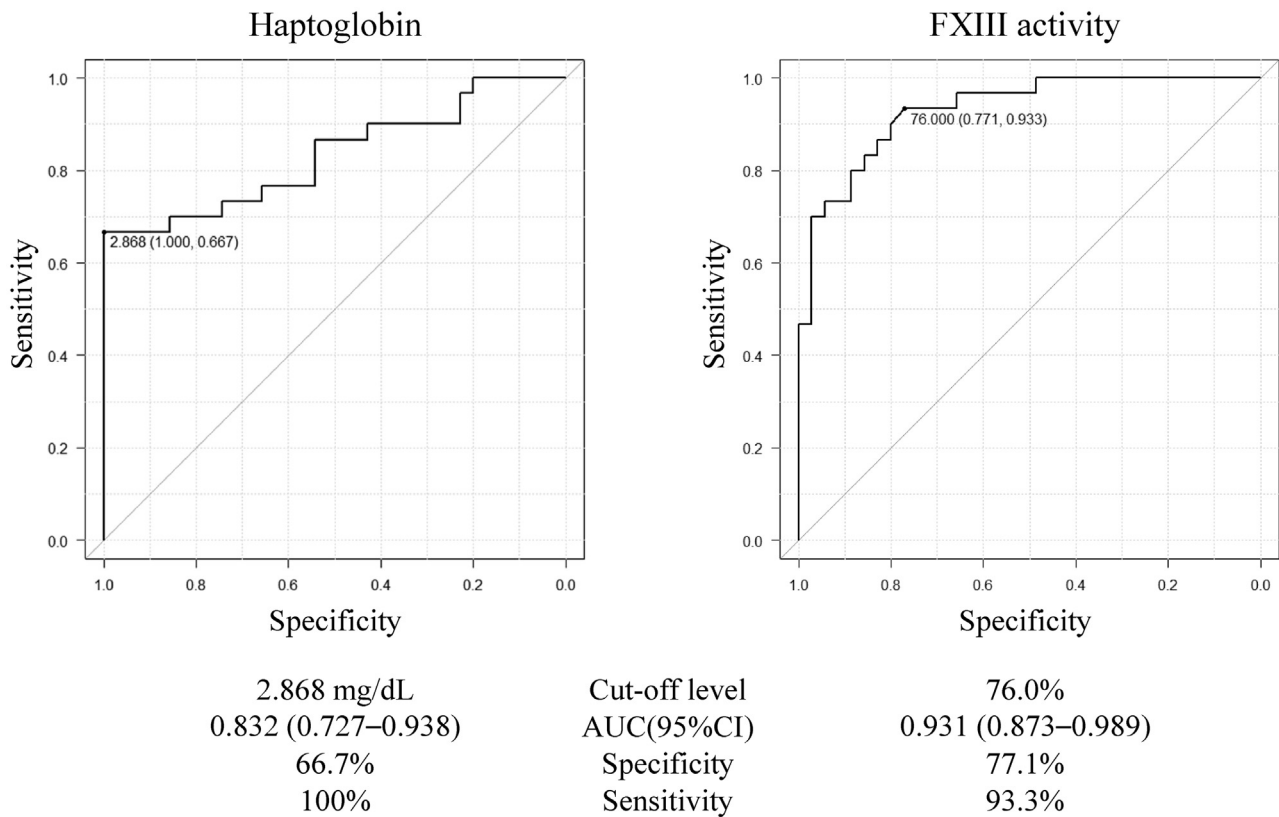 Haptoglobin
1.0
0.8
0.6
0.4
0.2
0.0
Sensitivity
2.868 (1.000, 0.667)
1.0 0.8 0.6 0.4 0.2 0.0
Specificity
FXIII activity
1.0
0.8
0.6
0.4
0.2
0.0
Sensitivity
76.000 (0.771, 0.933)
1.0 0.8 0.6 0.4 0.2 0.0
Specificity
2.868 mg/dL Cut-off level 76.0%
0.832 (0.727–0.938) AUC(95%CI) 0.931 (0.873–0.989)
66.7% Specificity 77.1%
100% Sensitivity 93.3%